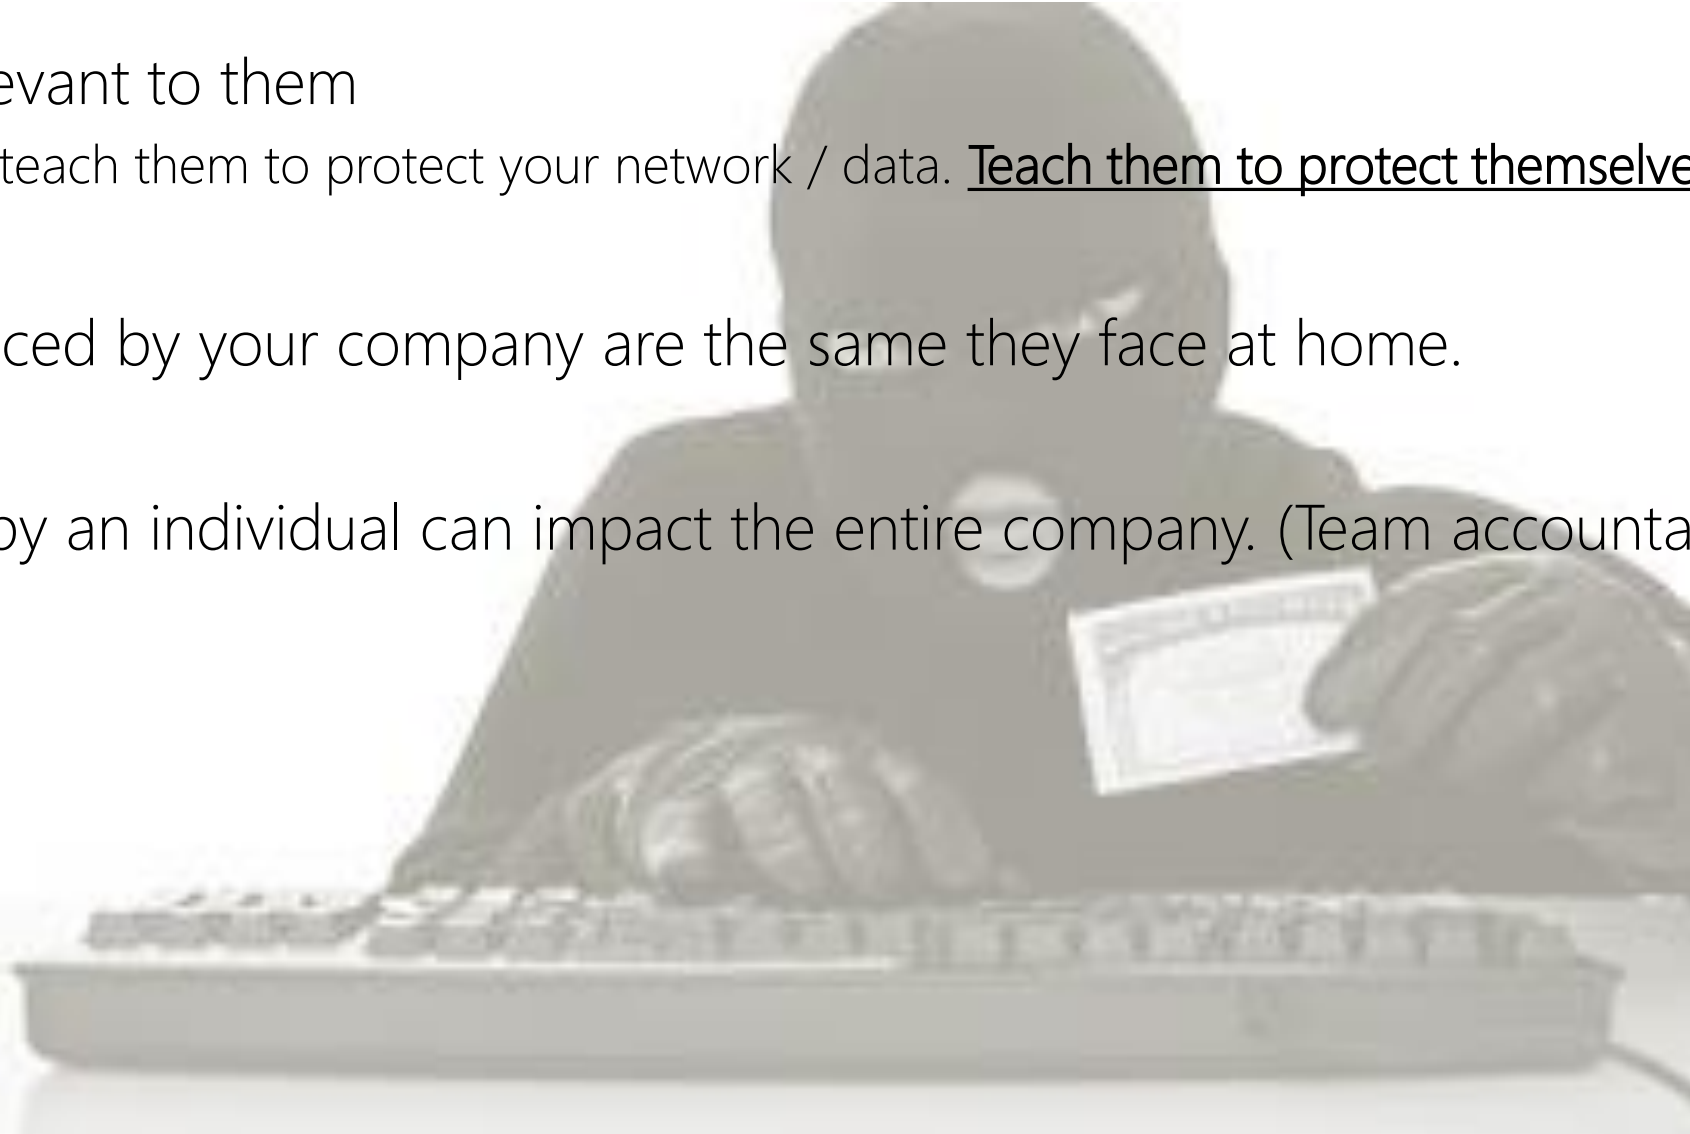 evant to them
teach them to protect your network / data. Teach them to protect themselve
ced by your company are the same they face at home.
by an individual can impact the entire company. (Team accounta